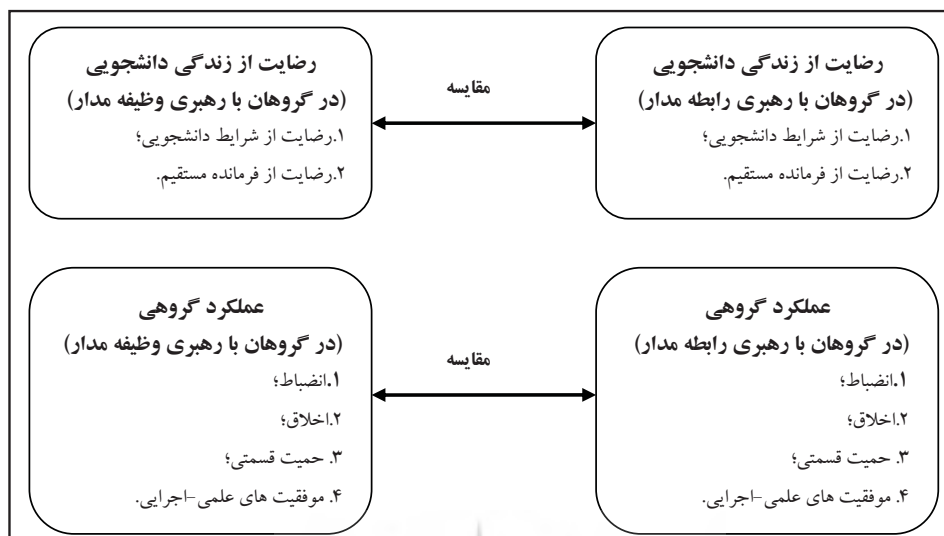 رضایت از زندگی دانشجویی
(در گروهان با رهبری رابطه مدار)
۱.رضایت از شرایط دانشجویی؛
۲.رضایت از فرمانده مستقیم.
مقایسه
رضایت از زندگی دانشجویی
(در گروهان با رهبری وظیفه مدار)
۱.رضایت از شرایط دانشجویی؛
۲.رضایت از فرمانده مستقیم.
عملکرد گروهی
(در گروهان با رهبری رابطه مدار)
۱.انضباط؛
۲.اخلاق؛
۳. حمیت قسمتی؛
۴. موفقیت های علمی-اجرایی.
مقایسه
عملکرد گروهی
(در گروهان با رهبری وظیفه مدار)
۱.انضباط؛
۲.اخلاق؛
۳. حمیت قسمتی؛
۴. موفقیت های علمی-اجرایی.